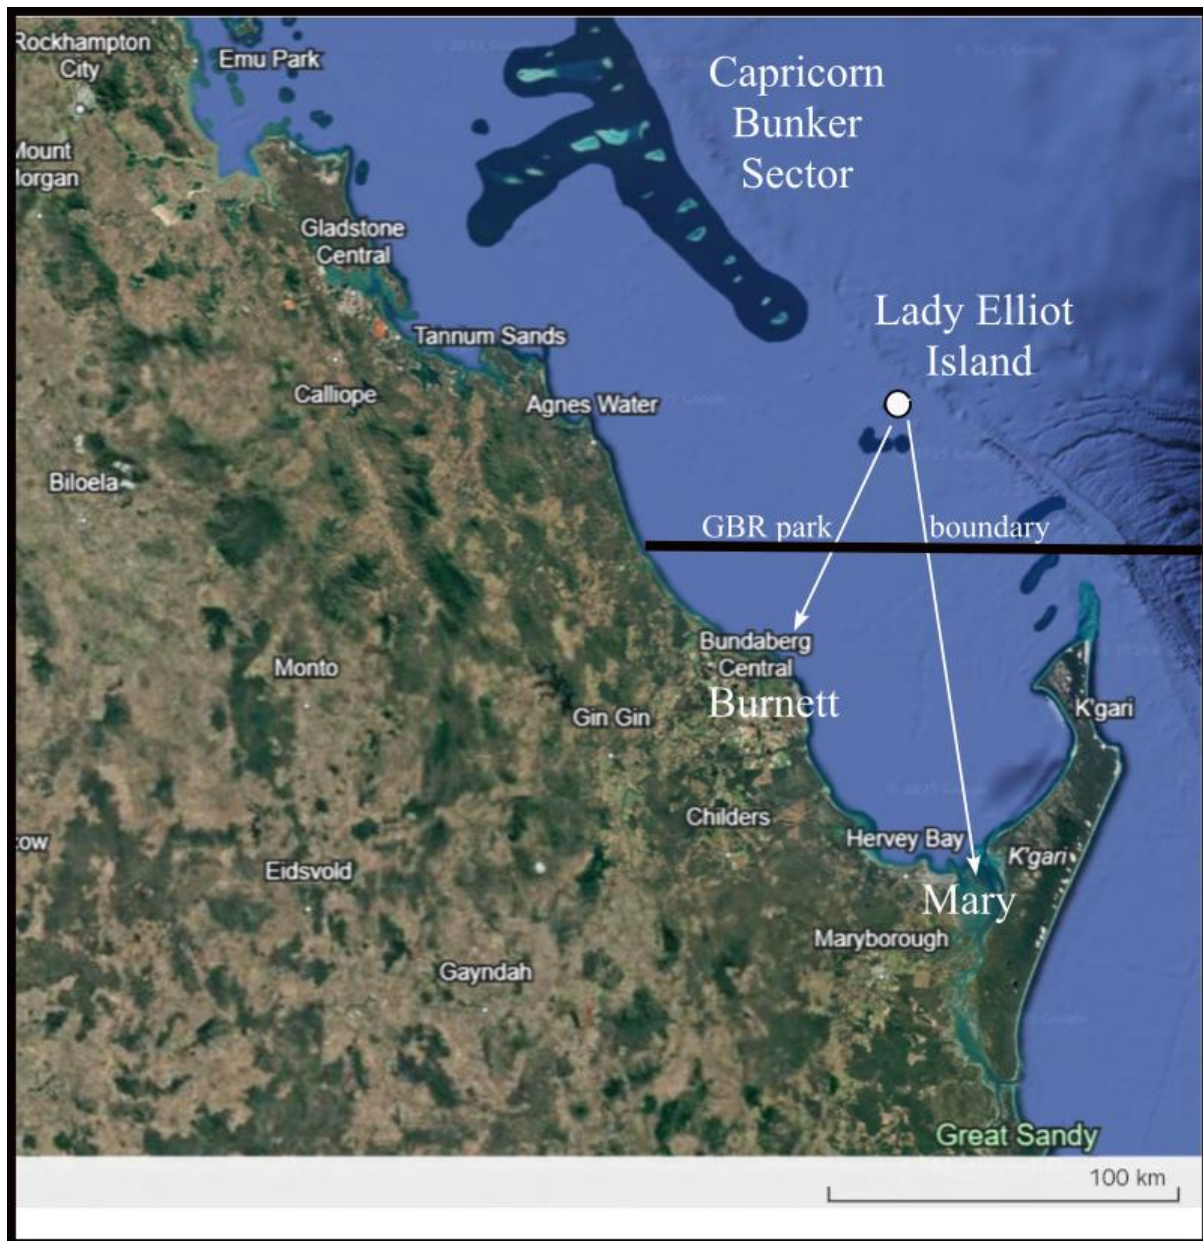 Rockhampton
City
Emu Park
Capricorn
Bunker
Sector
Mount
Morgan
Gladstone
Central
Lady Elliot
Island
Tannum Sands
Calliope
Agnes Water
Biloela
GBR park
boundary
Bundaberg
Central
Burnett
Monto
Gin Gin
K'gari
Childers
Hervey Bay
K'gari
Eidsvold
Mary
Maryborough
Gayndah
Great Sandy
100 km